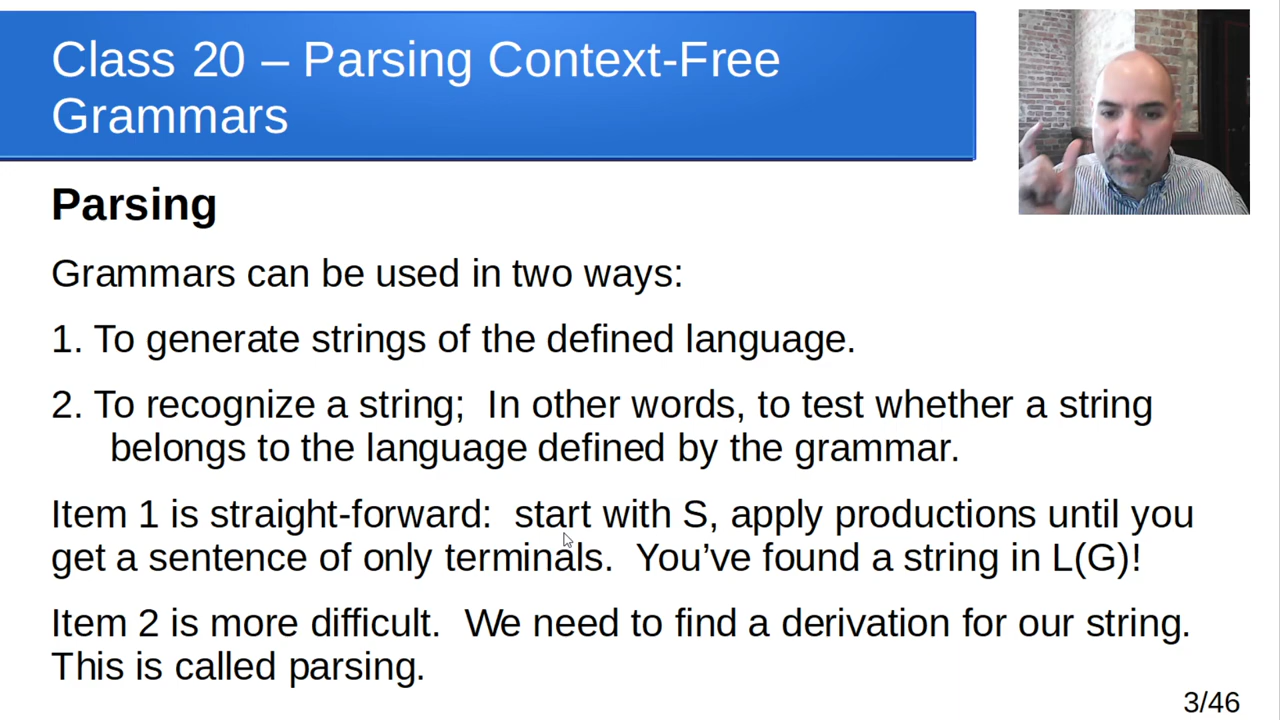 Class 20 – Parsing Context-Free
Grammars
Parsing
Grammars can be used in two ways:
1. To generate strings of the defined language.
2. To recognize a string;  In other words, to test whether a string
belongs to the language defined by the grammar.
Item 1 is straight-forward:  start with S, apply productions until you
get a sentence of only terminals.  You’ve found a string in L(G)!
Item 2 is more difficult.  We need to find a derivation for our string.
This is called parsing.
3/46